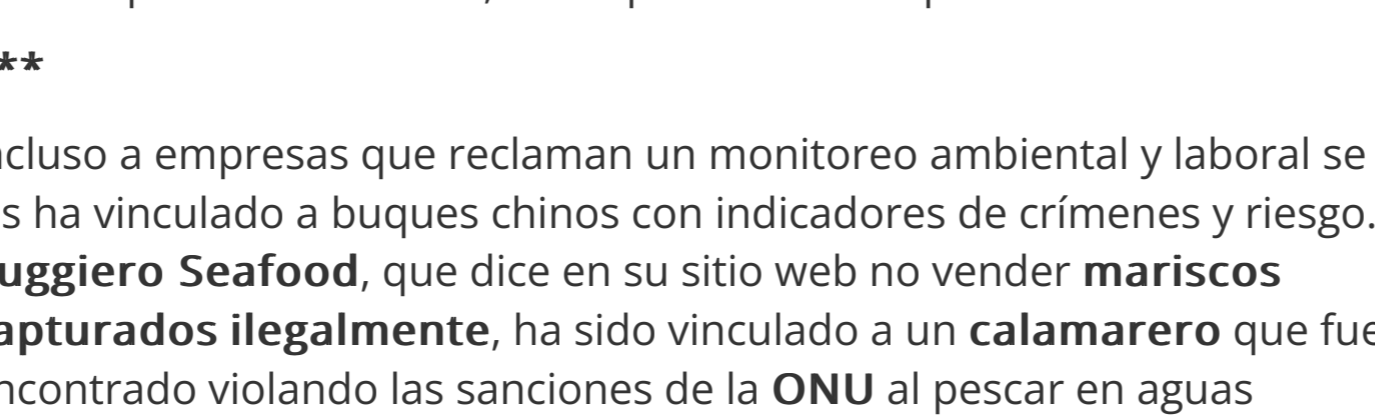 **
ncluso a empresas que reclaman un monitoreo ambiental y laboral se
s ha vinculado a buques chinos con indicadores de crímenes y riesgo.
uggiero Seafood, que dice en su sitio web no vender mariscos
apturados ilegalmente, ha sido vinculado a un calamarero que fue
ncontrado violando las sanciones de la ONU al pescar en aguas